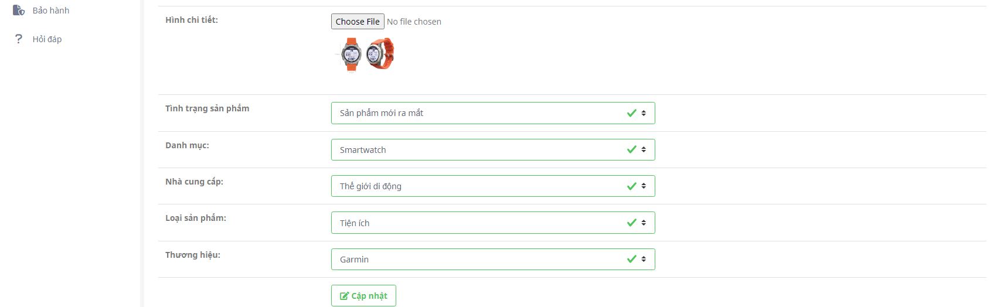 Bảo hành
Hỏi đáp
Hình chi tiết:
Choose File No file chosen
Tình trạng sản phẩm
Sản phẩm mới ra mắt
Danh mục:
Smartwatch
Nhà cung cấp:
Thế giới di động
Loại sản phẩm:
Tiện ích
Thương hiệu:
Garmin
Cập nhật